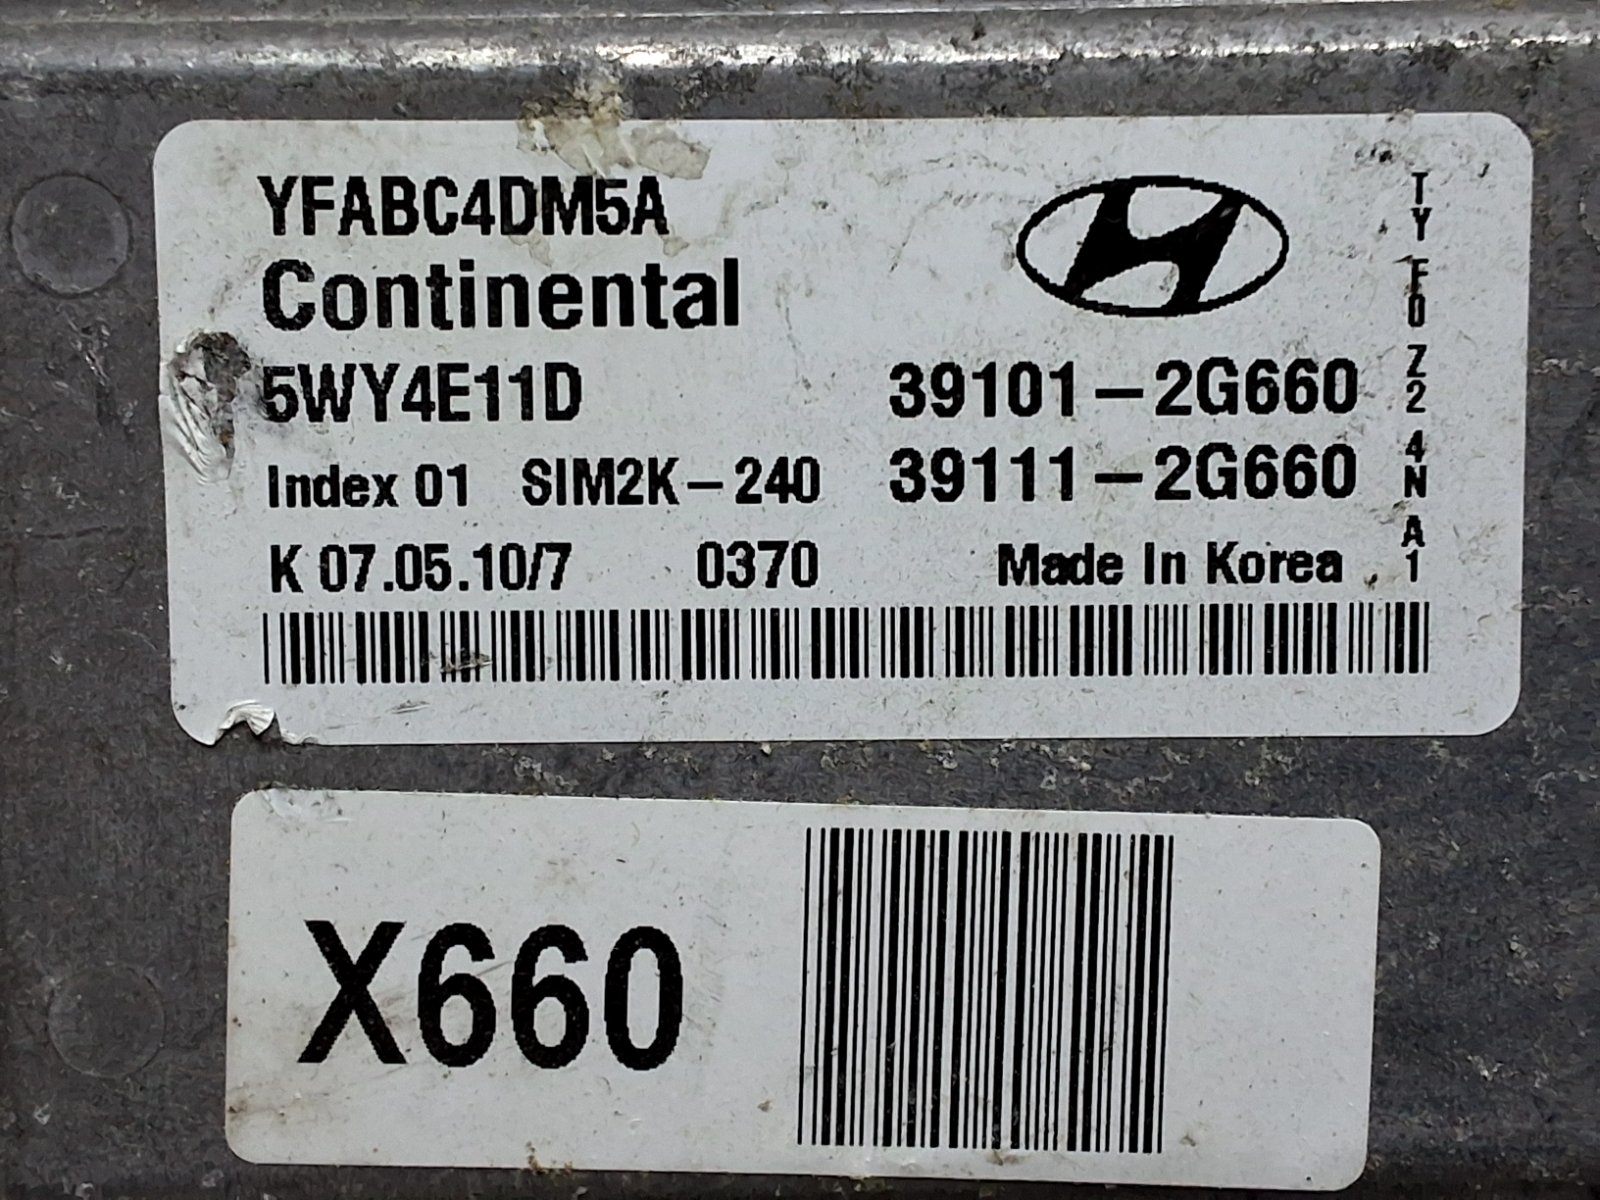 YFABC4DM5A
Continental
5WY4E11D
39101-2G660
Index 01 SIM2K-240
39111-2G660
K 07.05.10/7 0370 Made In Korea
TY FD Z2 4N A1
X660